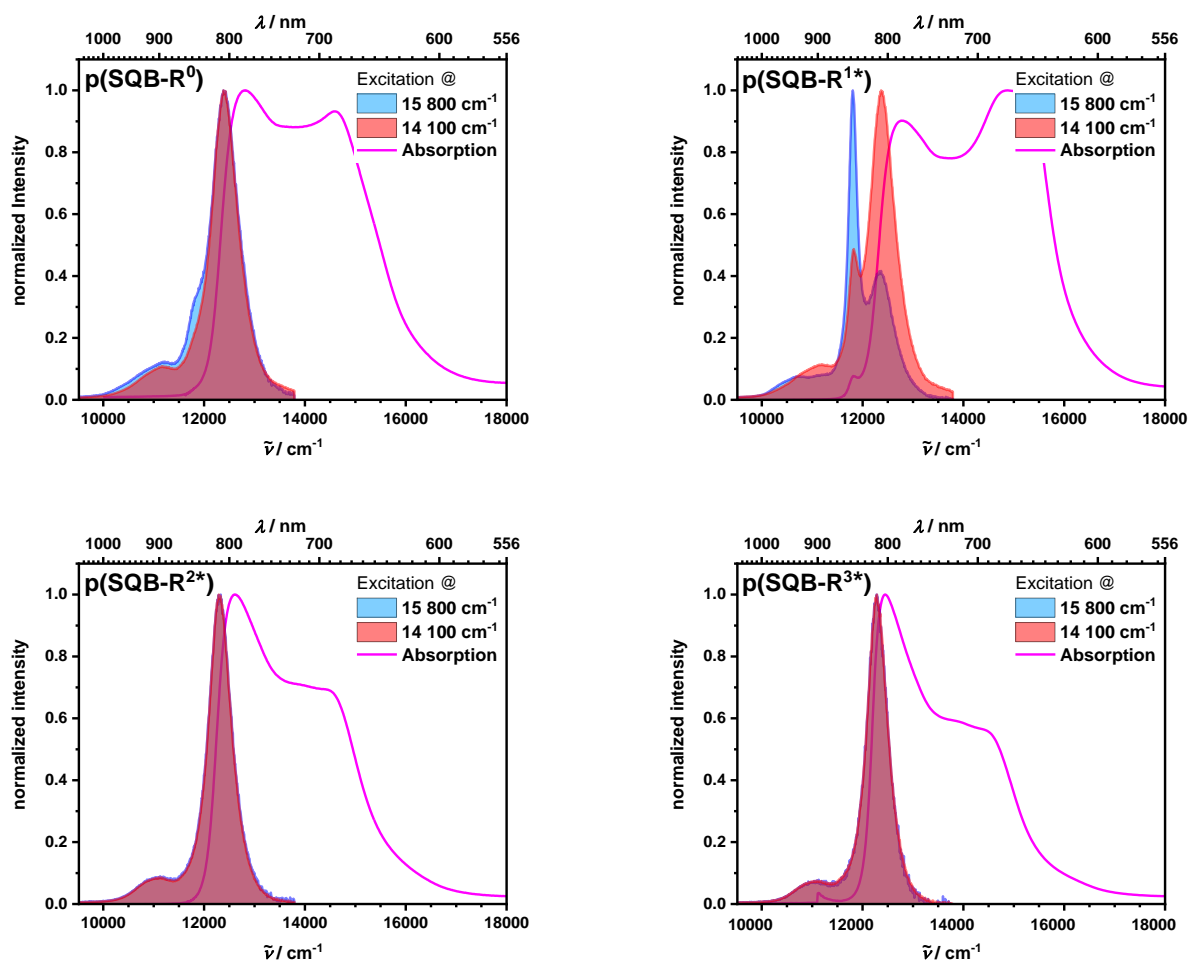 λ / nm
1000 900 800 700 600 556
p(SQB-R⁰)
Excitation @
15 800 cm⁻¹
14 100 cm⁻¹
Absorption
normalized Intensity
1.0
0.8
0.6
0.4
0.2
0.0
10000 12000 14000 16000 18000
ṽ / cm⁻¹
λ / nm
1000 900 800 700 600 556
p(SQB-R¹*)
Excitation @
15 800 cm⁻¹
14 100 cm⁻¹
Absorption
normalized intensity
1.0
0.8
0.6
0.4
0.2
0.0
10000 12000 14000 16000 18000
ṽ / cm⁻¹
λ / nm
1000 900 800 700 600 556
p(SQB-R²*)
Excitation @
15 800 cm⁻¹
14 100 cm⁻¹
Absorption
normalized intensity
1.0
0.8
0.6
0.4
0.2
0.0
10000 12000 14000 16000 18000
ṽ / cm⁻¹
λ / nm
1000 900 800 700 600 556
p(SQB-R³*)
Excitation @
15 800 cm⁻¹
14 100 cm⁻¹
Absorption
normalized intensity
1.0
0.8
0.6
0.4
0.2
0.0
10000 12000 14000 16000 18000
ṽ / cm⁻¹